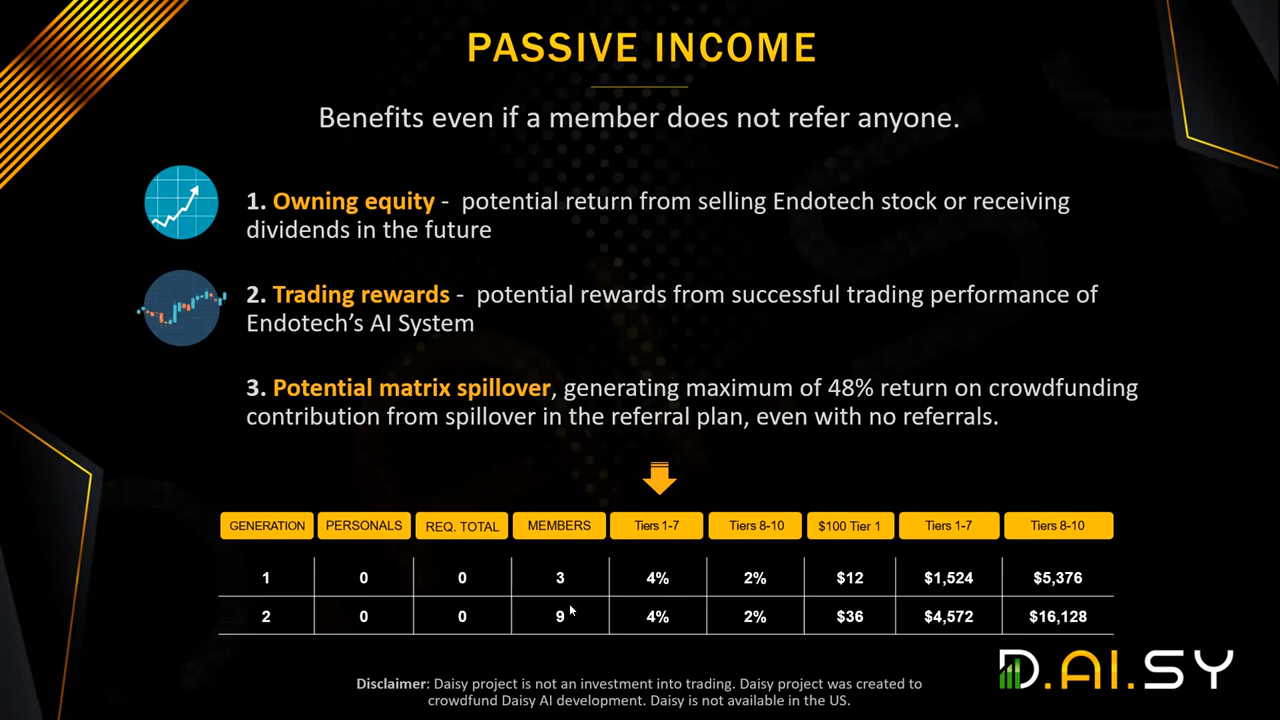 PASSIVE INCOME
Benefits even if a member does not refer anyone.
1. Owning equity -  potential return from selling Endotech stock or receiving
dividends in the future
2. Trading rewards -  potential rewards from successful trading performance of
Endotech’s AI System
3. Potential matrix spillover, generating maximum of 48% return on crowdfunding
contribution from spillover in the referral plan, even with no referrals.
GENERATION PERSONALS REQ. TOTAL MEMBERS Tiers 1-7 Tiers 8-10 $100 Tier 1 Tiers 1-7 Tiers 8-10
1 0 0 3 4% 2% $12 $1,524 $5,376
2 0 0 9 4% 2% $36 $4,572 $16,128
D.AI.SY
Disclaimer: Daisy project is not an investment into trading. Daisy project was created to
crowdfund Daisy AI development. Daisy is not available in the US.